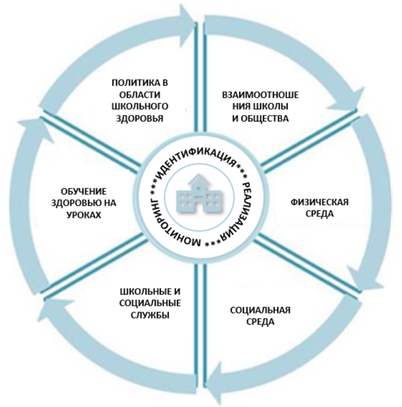 ПОЛИТИКА В
ОБЛАСТИ
ШКОЛЬНОГО
ЗДОРОВЬЯ
ВЗАИМООТНОШЕ
НИЯ ШКОЛЫ
И ОБЩЕСТВА
ФИЗИЧЕСКАЯ
СРЕДА
СОЦИАЛЬНАЯ
СРЕДА
ШКОЛЬНЫЕ И
СОЦИАЛЬНЫЕ
СЛУЖБЫ
ОБУЧЕНИЕ
ЗДОРОВЬЮ НА
УРОКАХ
МОНИТОРИНГ ***ИДЕНТИФИКАЦИЯ*** РЕАЛИЗАЦИЯ ***